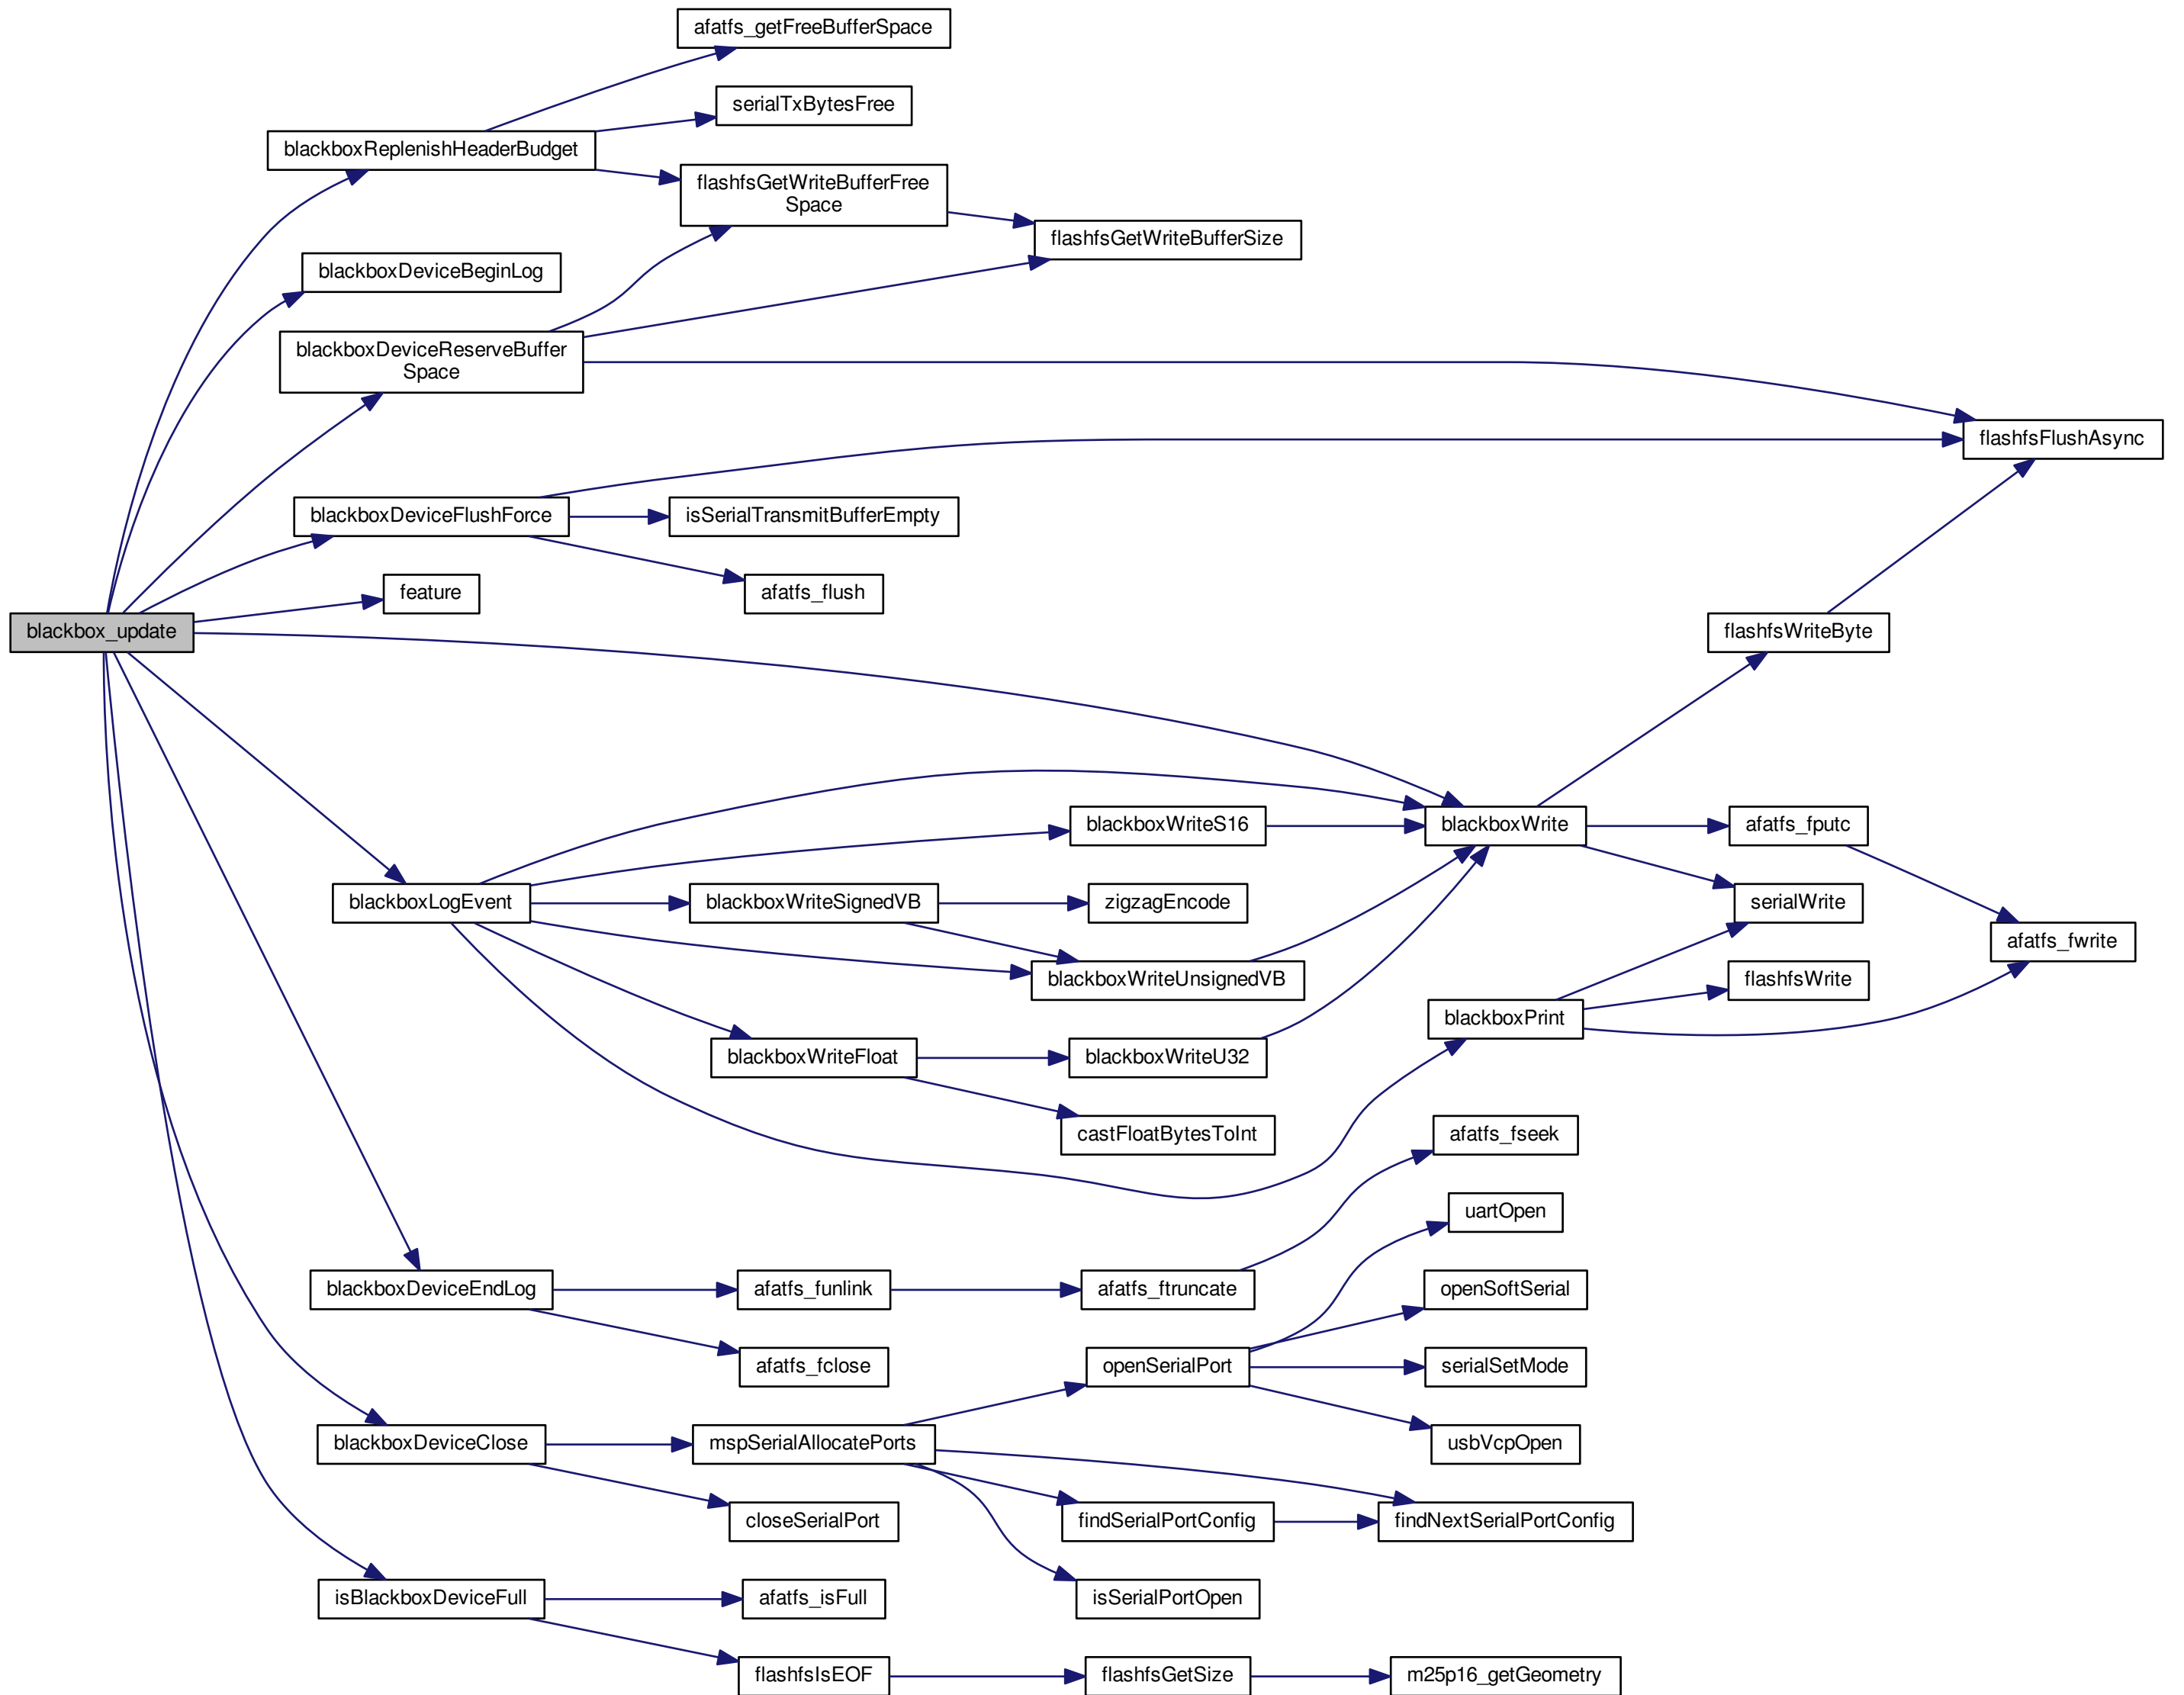 afatfs_getFreeBufferSpace
serialTxBytesFree
blackboxReplenishHeaderBudget
flashfsGetWriteBufferFree
Space
flashfsGetWriteBufferSize
blackboxDeviceBeginLog
blackboxDeviceReserveBuffer
Space
flashfsFlushAsync
blackboxDeviceFlushForce
isSerialTransmitBufferEmpty
feature
afatfs_flush
blackbox_update
flashfsWriteByte
blackboxWriteS16
blackboxWrite
afatfs_fputc
blackboxLogEvent
blackboxWriteSignedVB
zigzagEncode
serialWrite
afatfs_fwrite
blackboxWriteUnsignedVB
flashfsWrite
blackboxPrint
blackboxWriteFloat
blackboxWriteU32
castFloatBytesToInt
afatfs_fseek
uartOpen
blackboxDeviceEndLog
afatfs_funlink
afatfs_ftruncate
openSoftSerial
afatfs_fclose
openSerialPort
serialSetMode
blackboxDeviceClose
mspSerialAllocatePorts
usbVcpOpen
closeSerialPort
findSerialPortConfig
findNextSerialPortConfig
isBlackboxDeviceFull
afatfs_isFull
isSerialPortOpen
flashfsIsEOF
flashfsGetSize
m25p16_getGeometry